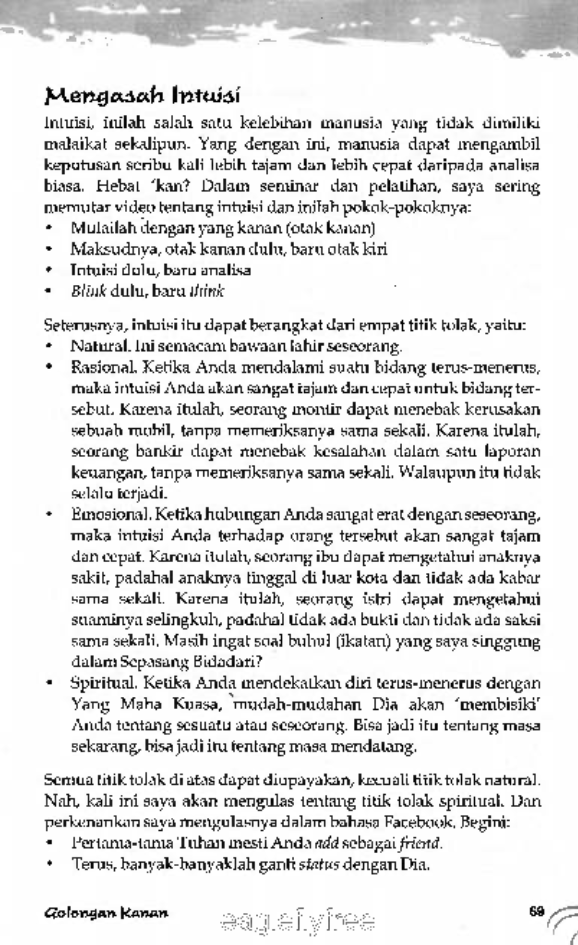 Mengasah Intuisi
Intuisi, inilah salah satu kelebihan manusia yang tidak dimiliki
malaikat sekalipun. Yang dengan ini, manusia dapat mengambil
keputusan seribu kali lebih tajam dan lebih cepat daripada analisa
biasa. Hebat 'kan? Dalam seminar dan pelatihan, saya sering
memutar video tentang intuisi dan inilah pokok-pokoknya:
• Mulailah dengan yang kanan (otak kanan)
• Maksudnya, otak kanan dulu, baru otak kiri
• Intuisi dulu, baru analisa
• Blink dulu, baru think
Seterusnya, intuisi itu dapat berangkat dari empat titik tolak, yaitu:
• Natural. Ini semacam bawaan lahir seseorang.
• Rasional. Ketika Anda mendalami suatu bidang terus-menerus,
maka intuisi Anda akan sangat tajam dan cepat untuk bidang ter-
sebut. Karena itulah, seorang montir dapat menebak kerusakan
sebuah mobil, tanpa memeriksanya sama sekali. Karena itulah,
seorang bankir dapat menebak kesalahan dalam satu laporan
keuangan, tanpa memeriksanya sama sekali. Walaupun itu tidak
selalu terjadi.
• Emosional. Ketika hubungan Anda sangat erat dengan seseorang,
maka intuisi Anda terhadap orang tersebut akan sangat tajam
dan cepat. Karena itulah, seorang ibu dapat mengetahui anaknya
sakit, padahal anaknya tinggal di luar kota dan tidak ada kabar
sama sekali. Karena itulah, seorang istri dapat mengetahui
suaminya selingkuh, padahal tidak ada bukti dan tidak ada saksi
sama sekali. Masih ingat soal buhul (ikatan) yang saya singgung
dalam Sepasang Bidadari?
• Spiritual. Ketika Anda mendekatkan diri terus-menerus dengan
Yang Maha Kuasa, mudah-mudahan Dia akan 'membisiki'
Anda tentang sesuatu atau seseorang. Bisa jadi itu tentang masa
sekarang, bisa jadi itu tentang masa mendatang.
Semua titik tolak di atas dapat diupayakan, kecuali titik tolak natural.
Nah, kali ini saya akan mengulas tentang titik tolak spiritual. Dan
perkenankan saya mengulasnya dalam bahasa Facebook. Begini:
• Pertama-tama Tuhan mesti Anda add sebagai friend.
• Terus, banyak-banyaklah ganti status dengan Dia.
Golongan Kanan
eagleflyfree
69